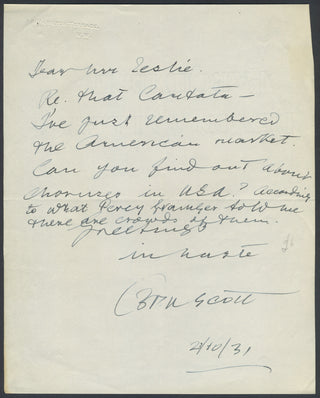 Dear Mr Leslie.
Re. that Cantata –
I've just remembered
the American market.
Can you find out about
choruses in USA? According
to what Percy Grainger told me
there are crowds of them.
Greetings
in haste
Cyril Scott
2/10/31